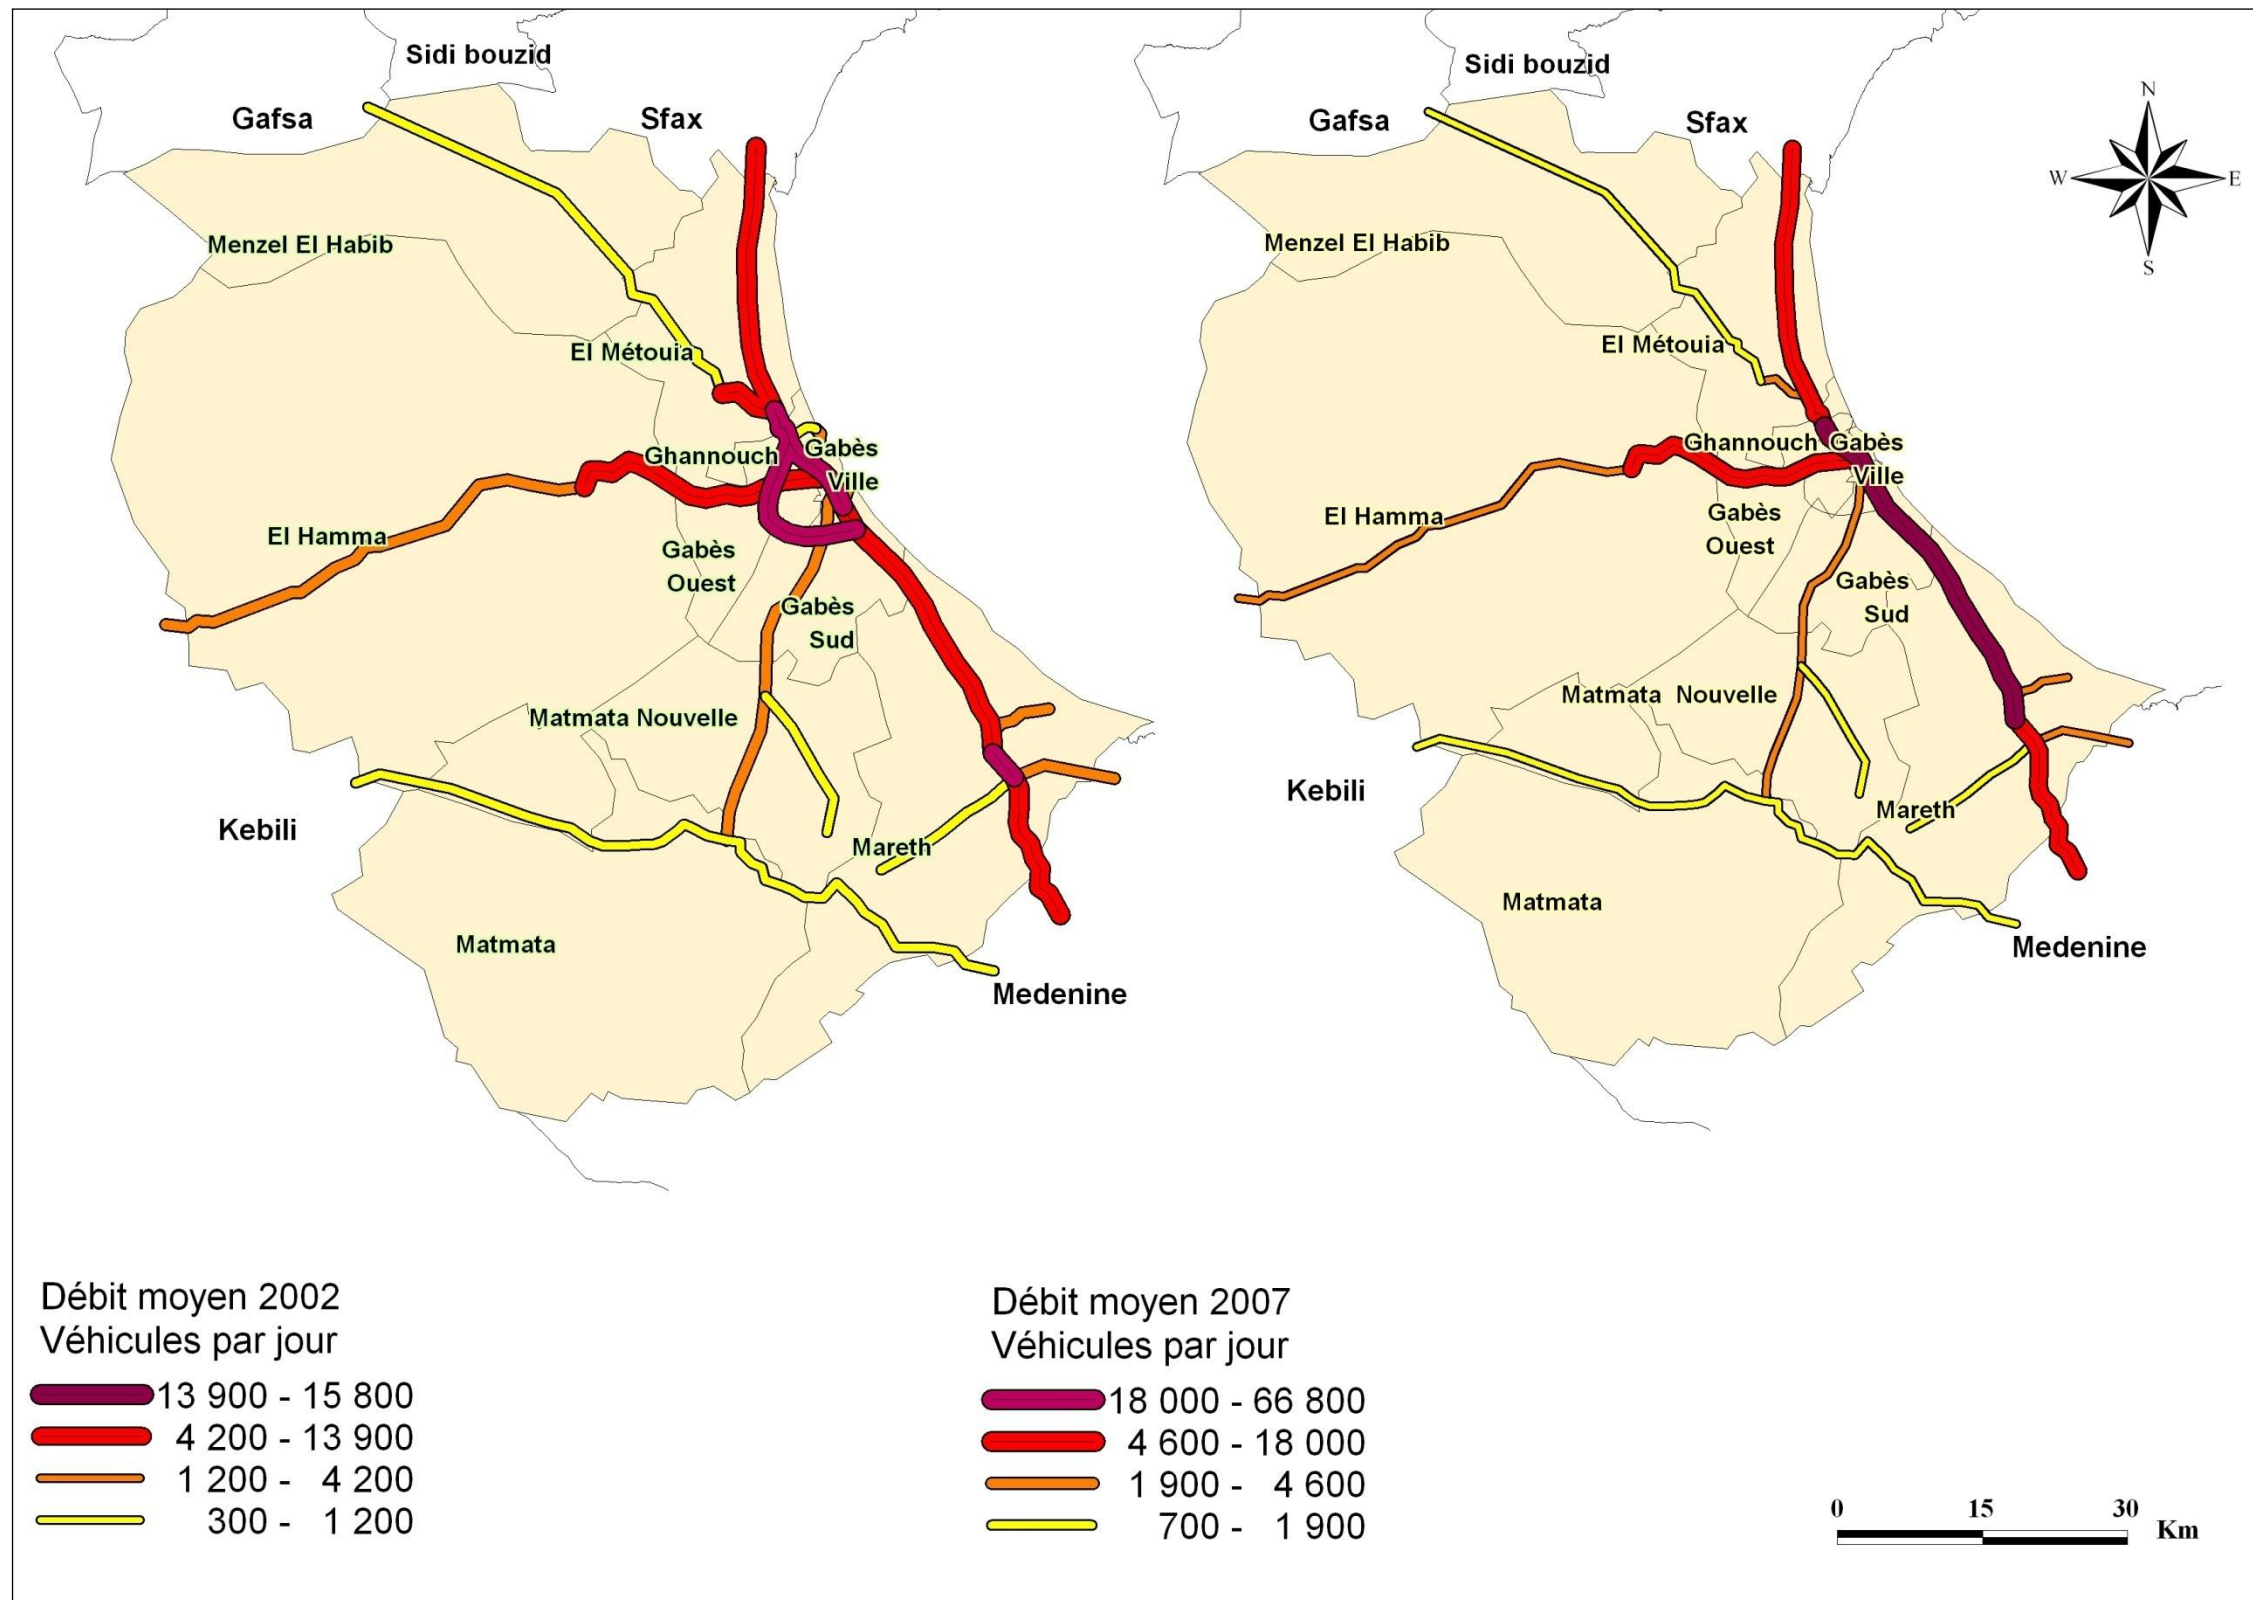 Sidi bouzid
Gafsa
Sfax
Menzel El Habib
El Métouia
Ghannouch
Gabès
Ville
El Hamma
Gabès
Ouest
Gabès
Sud
Matmata Nouvelle
Kebili
Mareth
Matmata
Medenine
Sidi bouzid
Gafsa
Sfax
Menzel El Habib
El Métouia
Ghannouch
Gabès
Ville
El Hamma
Gabès
Ouest
Gabès
Sud
Matmata Nouvelle
Kebili
Mareth
Matmata
Medenine
N
W
E
S
Débit moyen 2002
Véhicules par jour
13 900 - 15 800
4 200 - 13 900
1 200 - 4 200
300 - 1 200
Débit moyen 2007
Véhicules par jour
18 000 - 66 800
4 600 - 18 000
1 900 - 4 600
700 - 1 900
0 15 30
Km